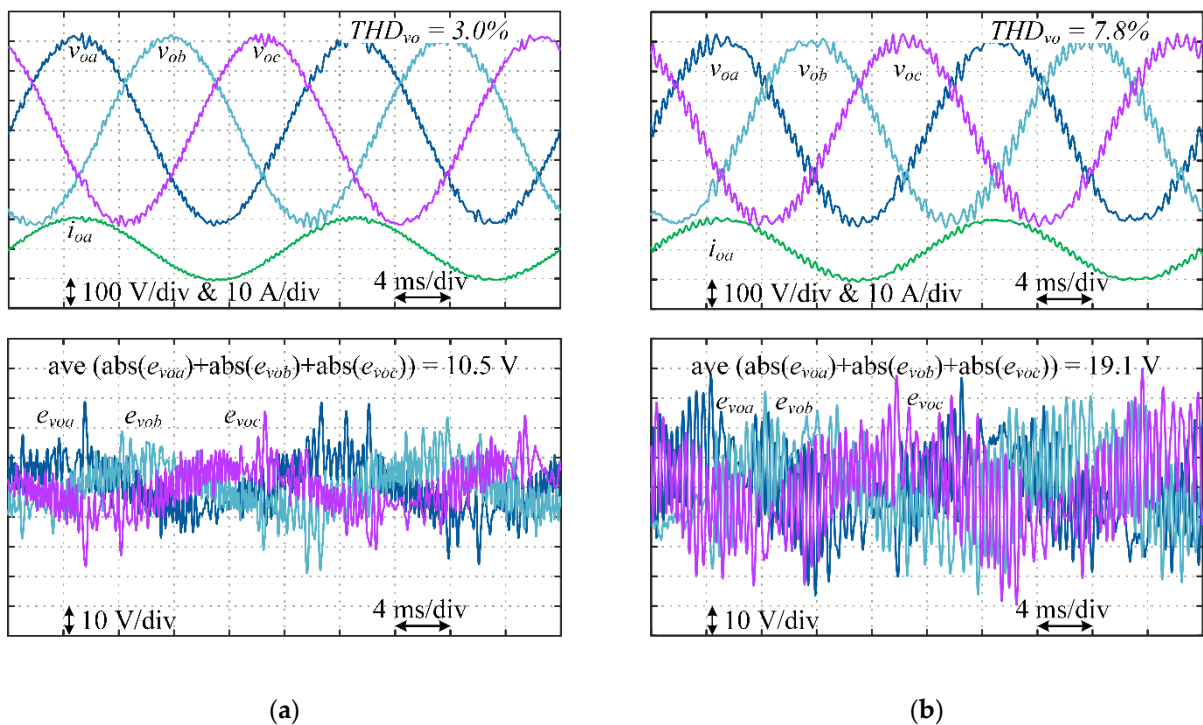 THDvo = 3.0%
voa vob voc
ioa
4 ms/div
100 V/div & 10 A/div
ave (abs(evoa)+abs(evob)+abs(evoc)) = 10.5 V
evoa evob evoc
4 ms/div
10 V/div
(a)
THDvo = 7.8%
voa vob voc
ioa
4 ms/div
100 V/div & 10 A/div
ave (abs(evoa)+abs(evob)+abs(evoc)) = 19.1 V
evoa evob evoc
4 ms/div
10 V/div
(b)